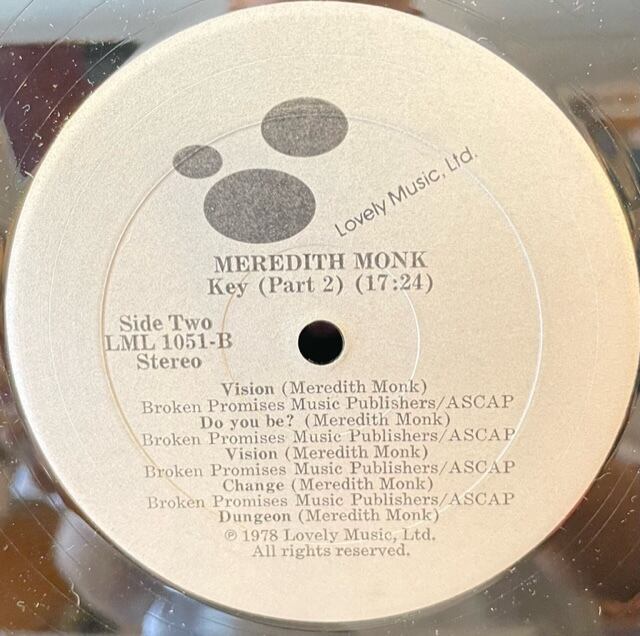 Lovely Music, Ltd.
MEREDITH MONK
Key (Part 2) (17:24)
Side Two
LML 1051-B
Stereo
Vision (Meredith Monk)
Broken Promises Music Publishers/ASCAP
Do you be? (Meredith Monk)
Broken Promises Music Publishers/ASCAP
Vision (Meredith Monk)
Broken Promises Music Publishers/ASCAP
Change (Meredith Monk)
Broken Promises Music Publishers/ASCAP
Dungeon (Meredith Monk)
℗ 1978 Lovely Music, Ltd.
All rights reserved.